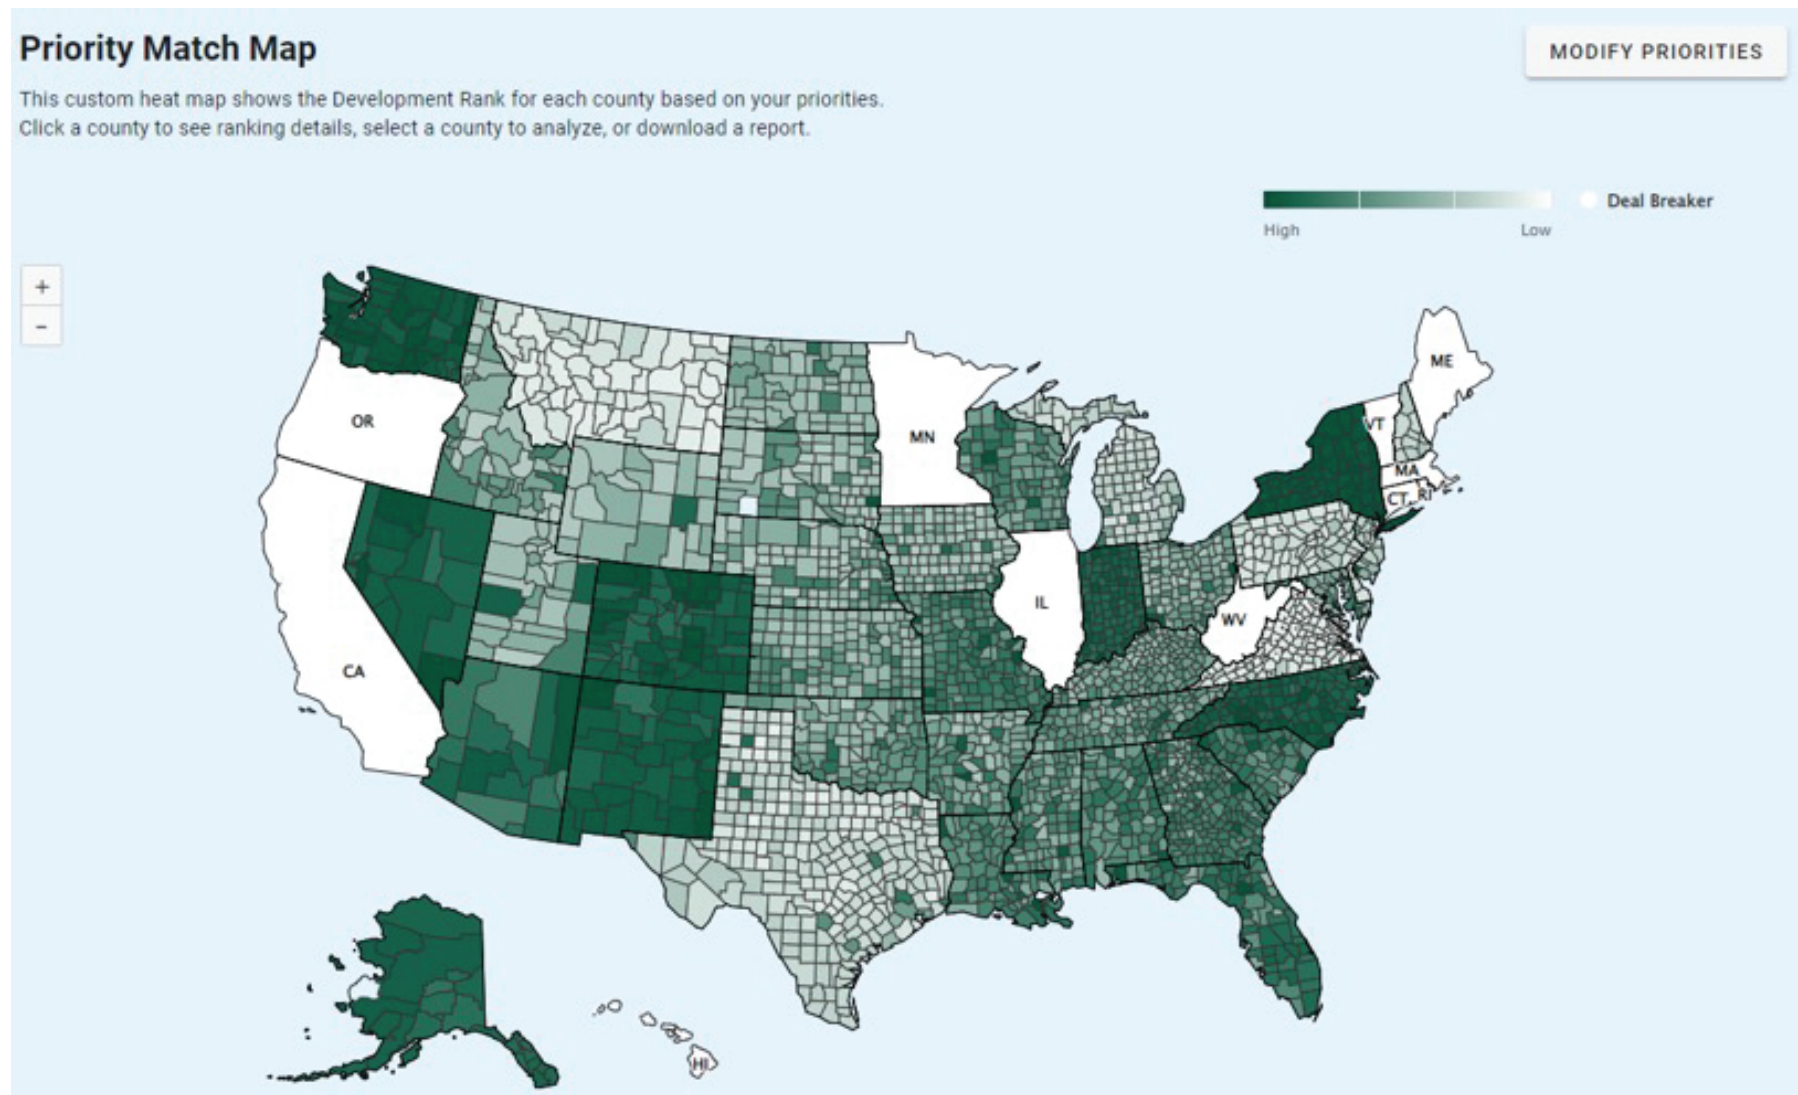 Priority Match Map
MODIFY PRIORITIES
This custom heat map shows the Development Rank for each county based on your priorities.
Click a county to see ranking details, select a county to analyze, or download a report.
Deal Breaker
High
Low
+
−
ME
OR
VT
MN
MA
CT
RI
IL
WV
CA
HI